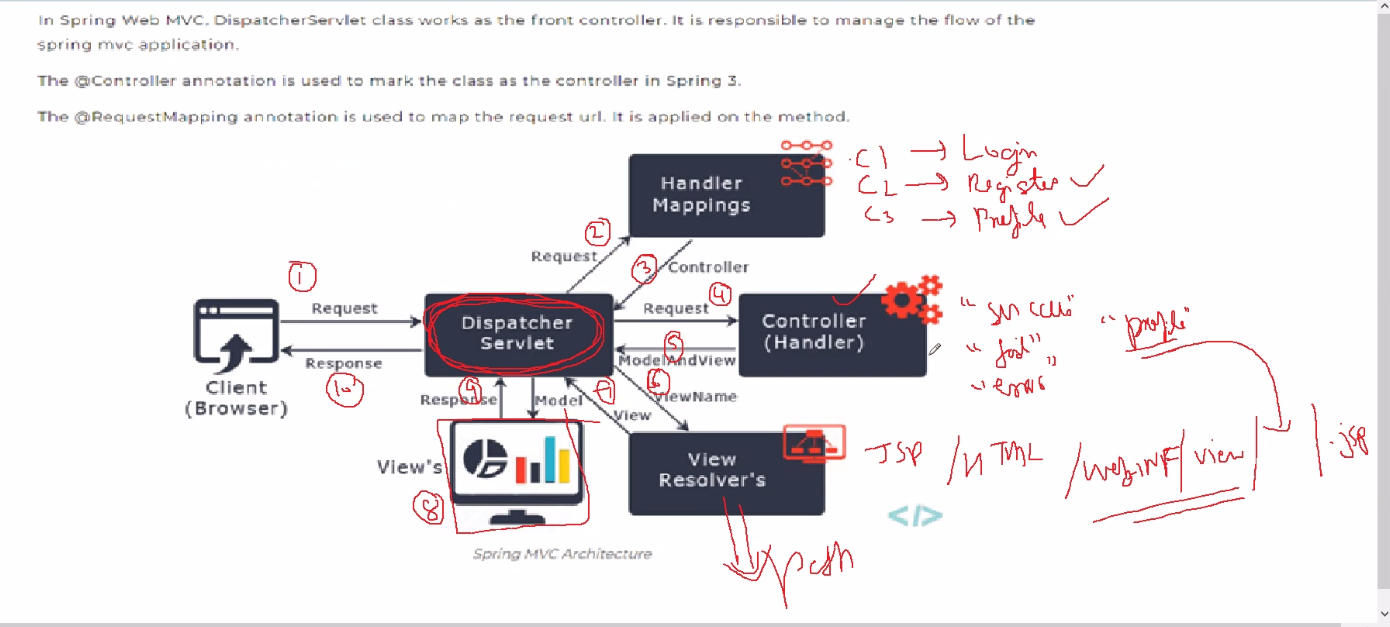 In Spring Web MVC, DispatcherServlet class works as the front controller. It is responsible to manage the flow of the
spring mvc application.
The @Controller annotation is used to mark the class as the controller in Spring 3.
The @RequestMapping annotation is used to map the request url. It is applied on the method.
Handler
Mappings
C1 → Login
C2 → Register ✓
C3 → Profile ✓
2
Request
3
Controller
1
Request
Dispatcher
Servlet
4
Request
Controller
(Handler)
"profile"
"fail"
"error"
Response
10
5
ModelAndView
Client
(Browser)
9
Response
Model
7
View
6
ViewName
View's
8
View
Resolver's
JSP / HTML
/WEB-INF/view/
.jsp
</>
path
Spring MVC Architecture